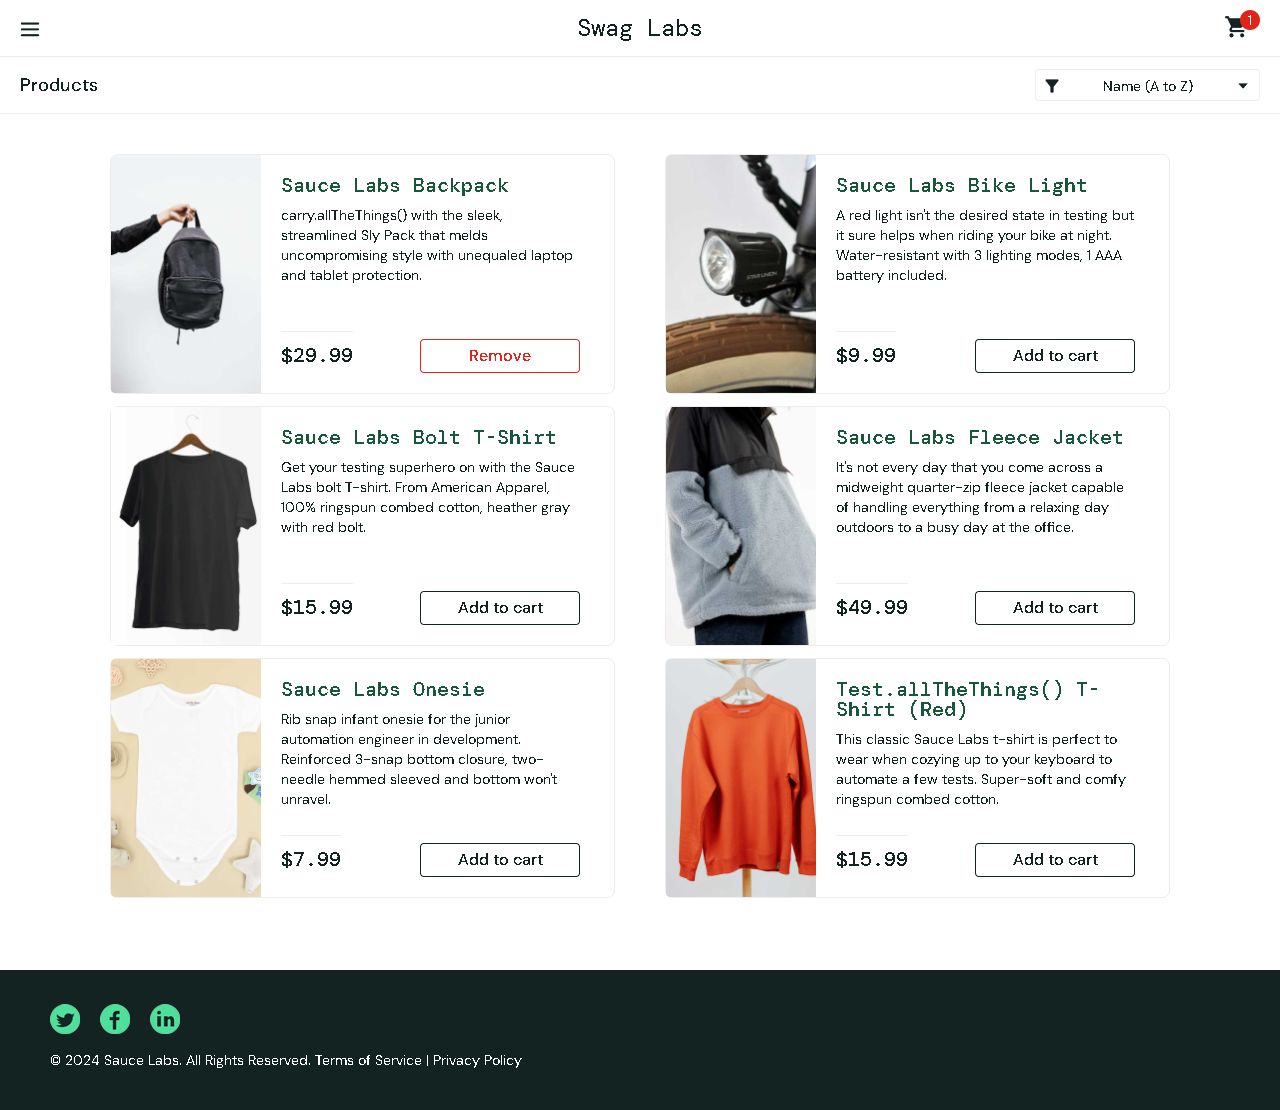 Swag Labs
1
Products
Name (A to Z)
Sauce Labs Backpack
carry.allTheThings() with the sleek,
streamlined Sly Pack that melds
uncompromising style with unequaled laptop
and tablet protection.
$29.99
Remove
Sauce Labs Bike Light
A red light isn't the desired state in testing but
it sure helps when riding your bike at night.
Water-resistant with 3 lighting modes, 1 AAA
battery included.
$9.99
Add to cart
Sauce Labs Bolt T-Shirt
Get your testing superhero on with the Sauce
Labs bolt T-shirt. From American Apparel,
100% ringspun combed cotton, heather gray
with red bolt.
$15.99
Add to cart
Sauce Labs Fleece Jacket
It's not every day that you come across a
midweight quarter-zip fleece jacket capable
of handling everything from a relaxing day
outdoors to a busy day at the office.
$49.99
Add to cart
Sauce Labs Onesie
Rib snap infant onesie for the junior
automation engineer in development.
Reinforced 3-snap bottom closure, two-
needle hemmed sleeved and bottom won't
unravel.
$7.99
Add to cart
Test.allTheThings() T-
Shirt (Red)
This classic Sauce Labs t-shirt is perfect to
wear when cozying up to your keyboard to
automate a few tests. Super-soft and comfy
ringspun combed cotton.
$15.99
Add to cart
© 2024 Sauce Labs. All Rights Reserved. Terms of Service | Privacy Policy